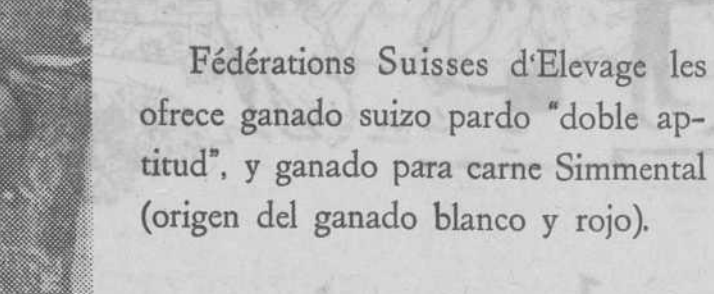 Fédérations Suisses d‘Elevage les
ofrece ganado suizo pardo “doble ap-
titud”, y ganado para carne Simmental
(origen del ganado blanco y rojo).